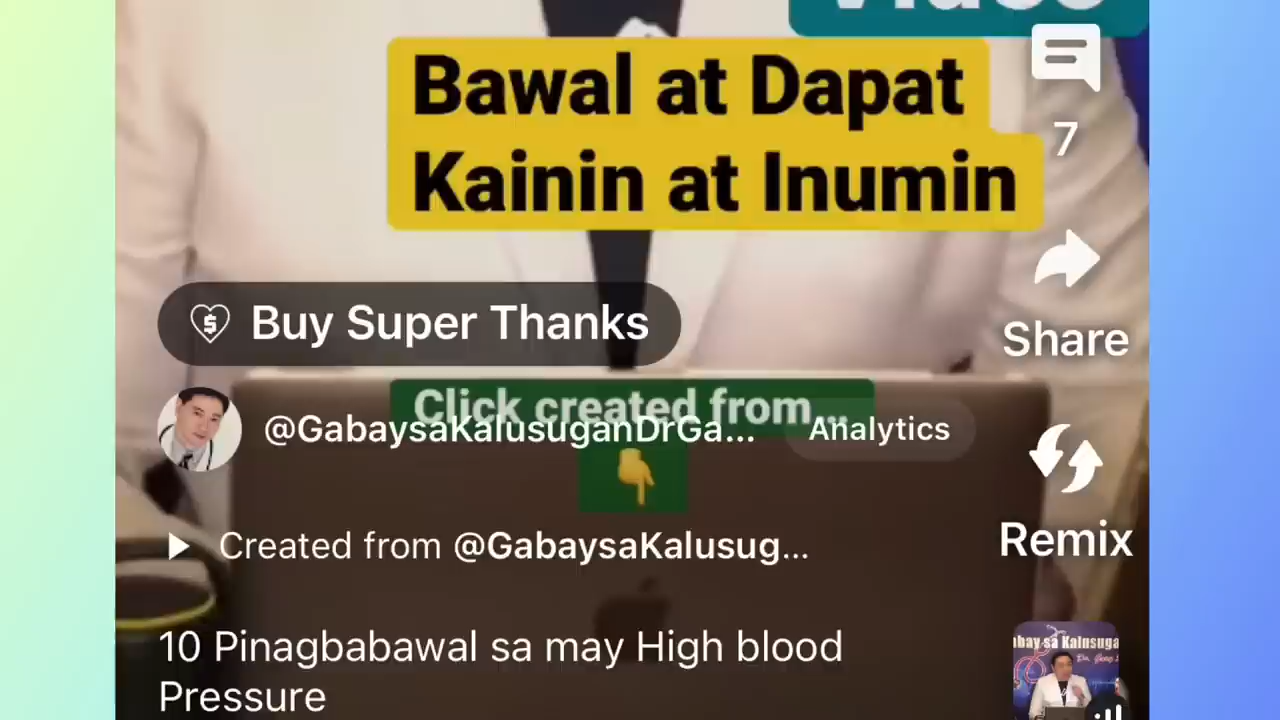 Video
Bawal at Dapat
Kainin at Inumin
7
Buy Super Thanks
Share
Click created from...
@GabaysaKalusuganDrGa...
Analytics
Created from @GabaysaKalusug...
Remix
10 Pinagbabawal sa may High blood
Pressure